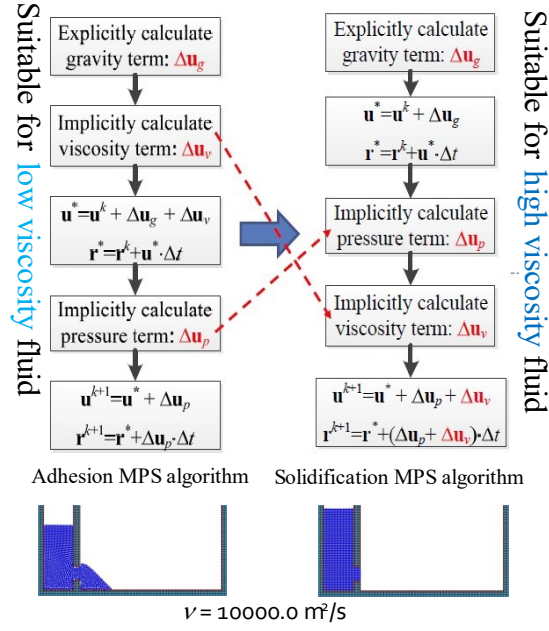 Suitable for low viscosity fluid
Explicitly calculate
gravity term: Δu_g
Implicitly calculate
viscosity term: Δu_v
u*=u^k + Δu_g + Δu_v
r*=r^k+u*·Δt
Implicitly calculate
pressure term: Δu_p
u^{k+1}=u* + Δu_p
r^{k+1}=r*+Δu_p·Δt
Adhesion MPS algorithm
Explicitly calculate
gravity term: Δu_g
u*=u^k + Δu_g
r*=r^k+u*·Δt
Implicitly calculate
pressure term: Δu_p
Implicitly calculate
viscosity term: Δu_v
u^{k+1}=u* + Δu_p + Δu_v
r^{k+1}=r*+(Δu_p+ Δu_v)·Δt
Solidification MPS algorithm
Suitable for high viscosity fluid
ν = 10000.0 m²/s